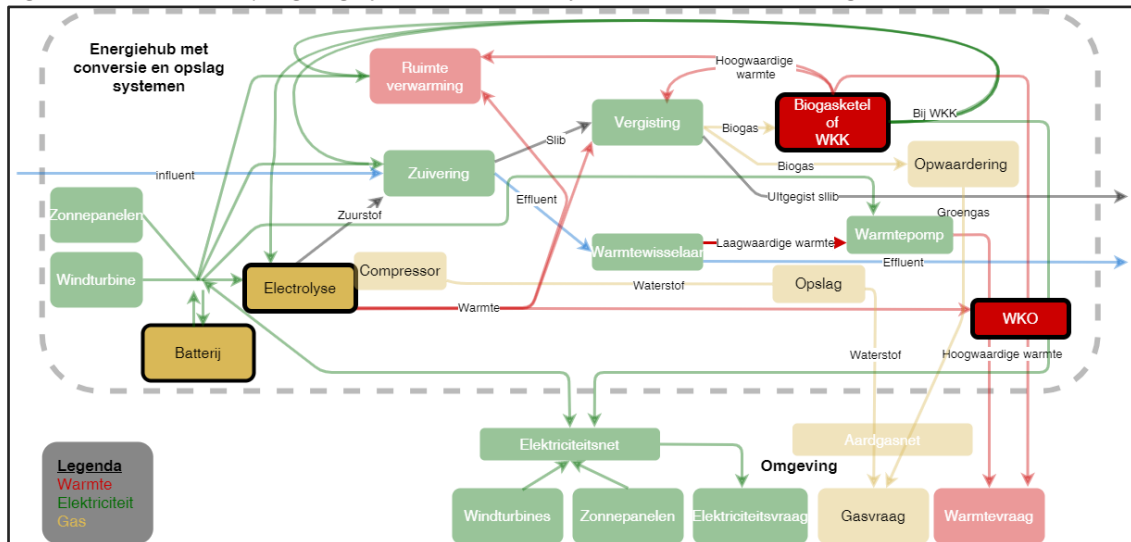 Energiehub met
conversie en opslag
systemen
Ruimte
verwarming
Hoogwaardige
warmte
Biogasketel
of
WKK
Bij WKK
Vergisting
Biogas
Slib
Biogas
Opwaardering
Zuivering
influent
Effluent
Uitgegist sllib
Zonnepanelen
Zuurstof
Groengas
Warmtepomp
Laagwaardige warmte
Warmtewisselaar
Effluent
Windturbine
Compressor
Electrolyse
Waterstof
Opslag
Warmte
WKO
Batterij
Waterstof
Hoogwaardige warmte
Elektriciteitsnet
Aardgasnet
Omgeving
Legenda
Warmte
Elektriciteit
Gas
Windturbines
Zonnepanelen
Elektriciteitsvraag
Gasvraag
Warmtevraag